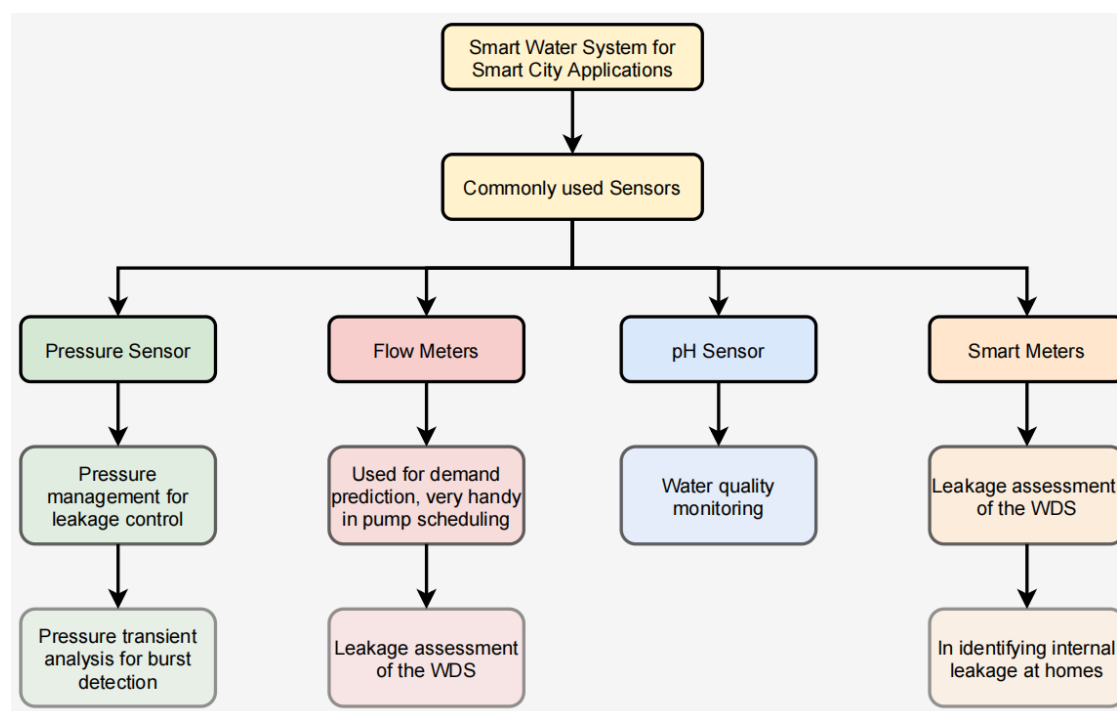 Smart Water System for
Smart City Applications
Commonly used Sensors
Pressure Sensor
Flow Meters
pH Sensor
Smart Meters
Pressure
management for
leakage control
Used for demand
prediction, very handy
in pump scheduling
Water quality
monitoring
Leakage assessment
of the WDS
Pressure transient
analysis for burst
detection
Leakage assessment
of the WDS
In identifying internal
leakage at homes